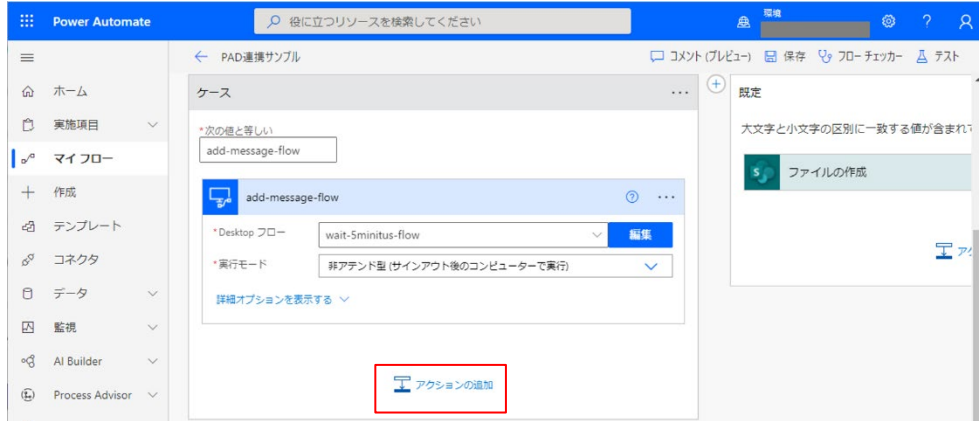 Power Automate
役に立つリソースを検索してください
環境
PAD連携サンプル
コメント (プレビュー)
保存
フローチェッカー
テスト
ホーム
実施項目
マイ フロー
作成
テンプレート
コネクタ
データ
監視
AI Builder
Process Advisor
ケース
*次の値と等しい
add-message-flow
add-message-flow
*Desktop フロー
wait-5minitus-flow
編集
*実行モード
非アテンド型 (サインアウト後のコンピューターで実行)
詳細オプションを表示する
アクションの追加
既定
大文字と小文字の区別に一致する値が含まれて
ファイルの作成